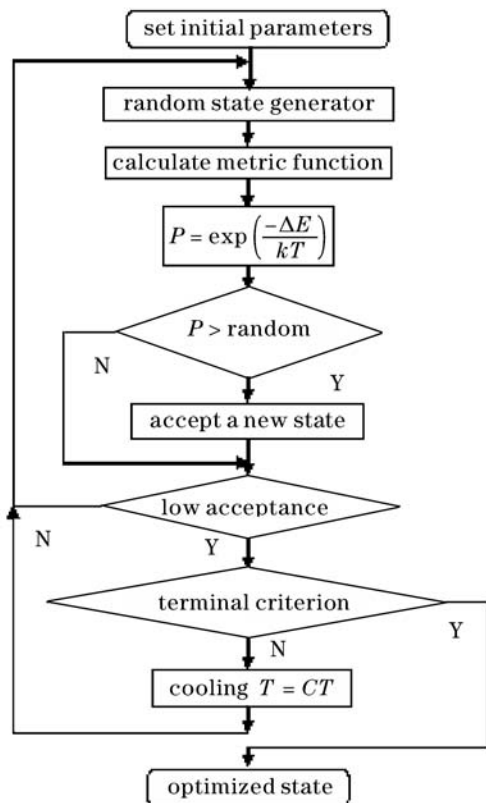 set initial parameters
random state generator
calculate metric function
P = exp (−ΔE / kT)
P > random
N
Y
accept a new state
low acceptance
N
Y
terminal criterion
Y
N
cooling T = CT
optimized state